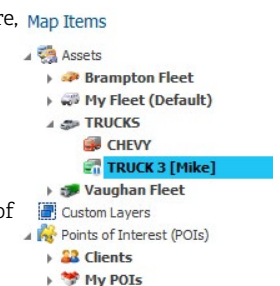 re, Map Items
Assets
Brampton Fleet
My Fleet (Default)
TRUCKS
CHEVY
TRUCK 3 [Mike]
Vaughan Fleet
of Custom Layers
Points of Interest (POIs)
Clients
My POIs